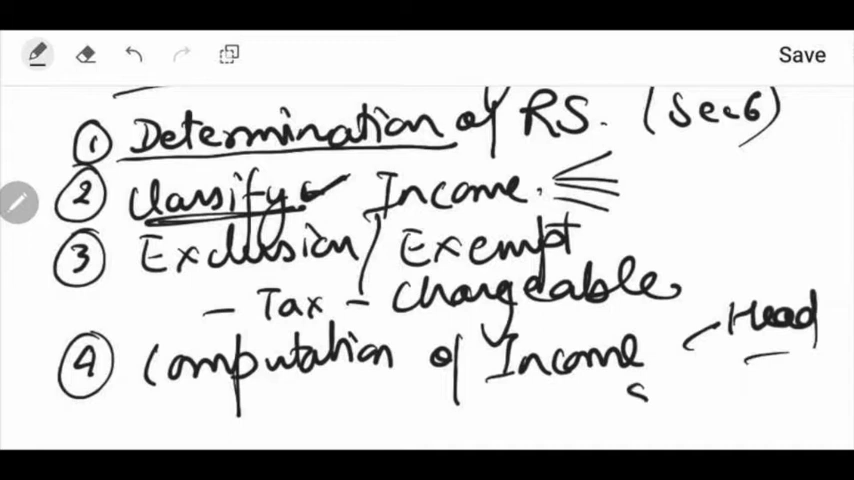 Save
① Determination of RS. (Sec 6)
② Classify Income.
③ Exclusion / Exempt
- Tax - Chargeable
④ Computation of Income - Head